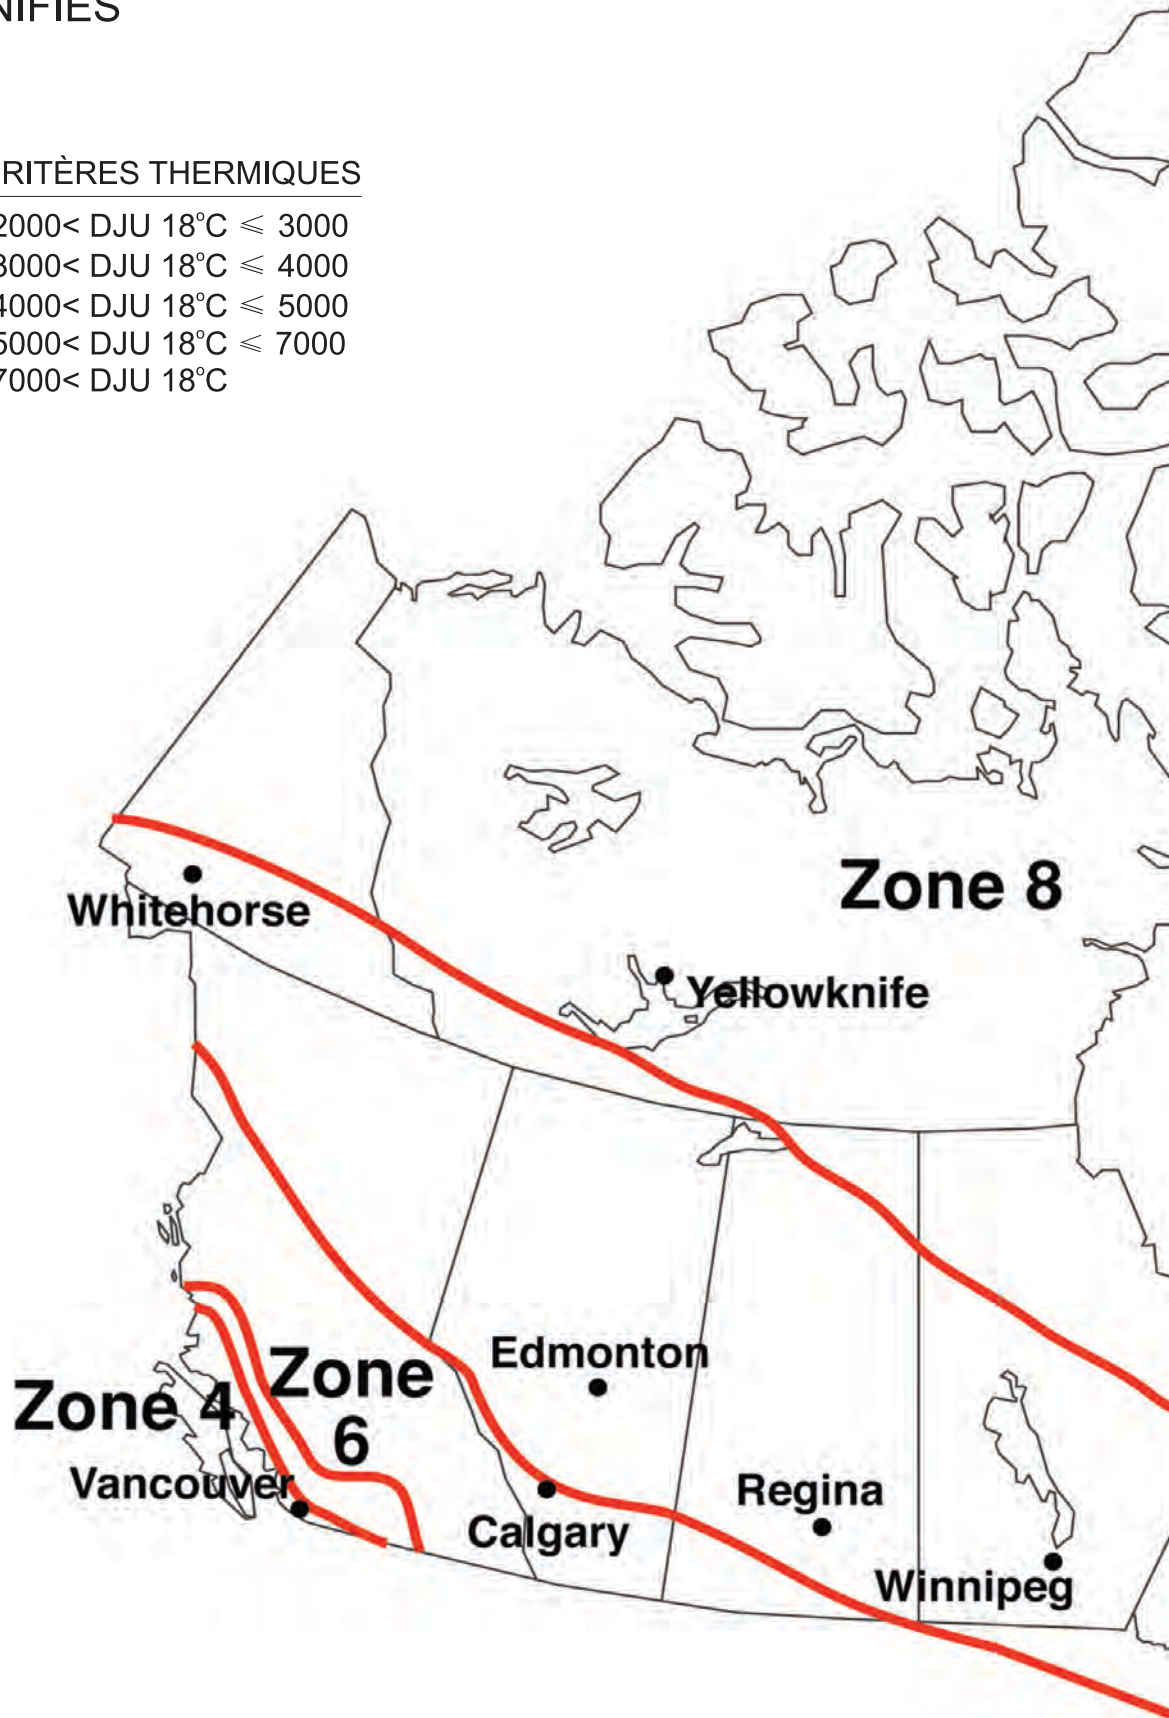 NIFIÉS
RITÈRES THERMIQUES
2000< DJU 18°C ⩽ 3000
3000< DJU 18°C ⩽ 4000
4000< DJU 18°C ⩽ 5000
5000< DJU 18°C ⩽ 7000
7000< DJU 18°C
Zone 8
Whitehorse
Yellowknife
Edmonton
Zone
6
Zone 4
Vancouver
Regina
Calgary
Winnipeg